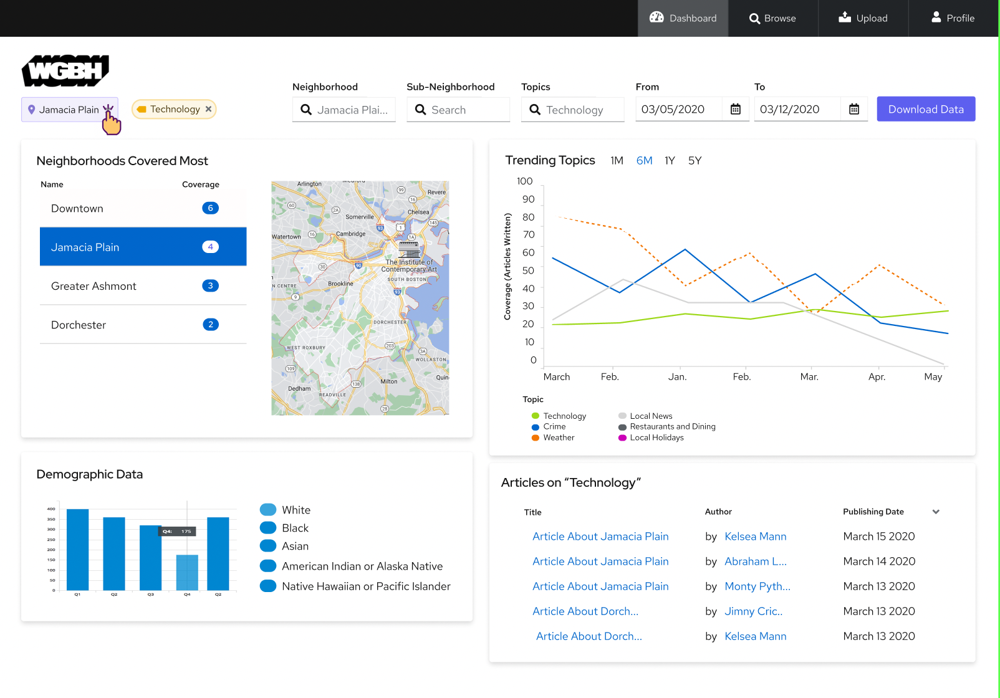 Dashboard
Browse
Upload
Profile
WGBH
Jamacia Plain
Technology
Neighborhood
Jamacia Plai...
Sub-Neighborhood
Search
Topics
Technology
From
03/05/2020
To
03/12/2020
Download Data
Neighborhoods Covered Most
Name Coverage
Downtown 6
Jamacia Plain 4
Greater Ashmont 3
Dorchester 2
Arlington
Revere
99
16
60
2A
Chelsea
Somerville
145
93
1
Watertown
16
Cambridge
1A
The Institute of
Contemporary Art
30
90
SOUTH BOSTON
Brookline
N CENTRE
93
9
DORCHESTER
WEST ROXBURY
203
3A
WOLLASTON
109
Milton
Quin
138
Dedham
READVILLE
28
Trending Topics 1M 6M 1Y 5Y
Coverage (Articles Written)
100
90
80
70
60
50
40
30
20
10
0
March Feb. Jan. Feb. Mar. Apr. May
Topic
Technology
Crime
Weather
Local News
Restaurants and Dining
Local Holidays
Demographic Data
400
350
300
250
200
150
100
50
0
Q4: 175
Q1 Q2 Q3 Q4 Q2
White
Black
Asian
American Indian or Alaska Native
Native Hawaiian or Pacific Islander
Articles on “Technology”
Title Author Publishing Date
Article About Jamacia Plain by Kelsea Mann March 15 2020
Article About Jamacia Plain by Abraham L... March 14 2020
Article About Jamacia Plain by Monty Pyth... March 13 2020
Article About Dorch... by Jimny Cric.. March 13 2020
Article About Dorch... by Kelsea Mann March 13 2020